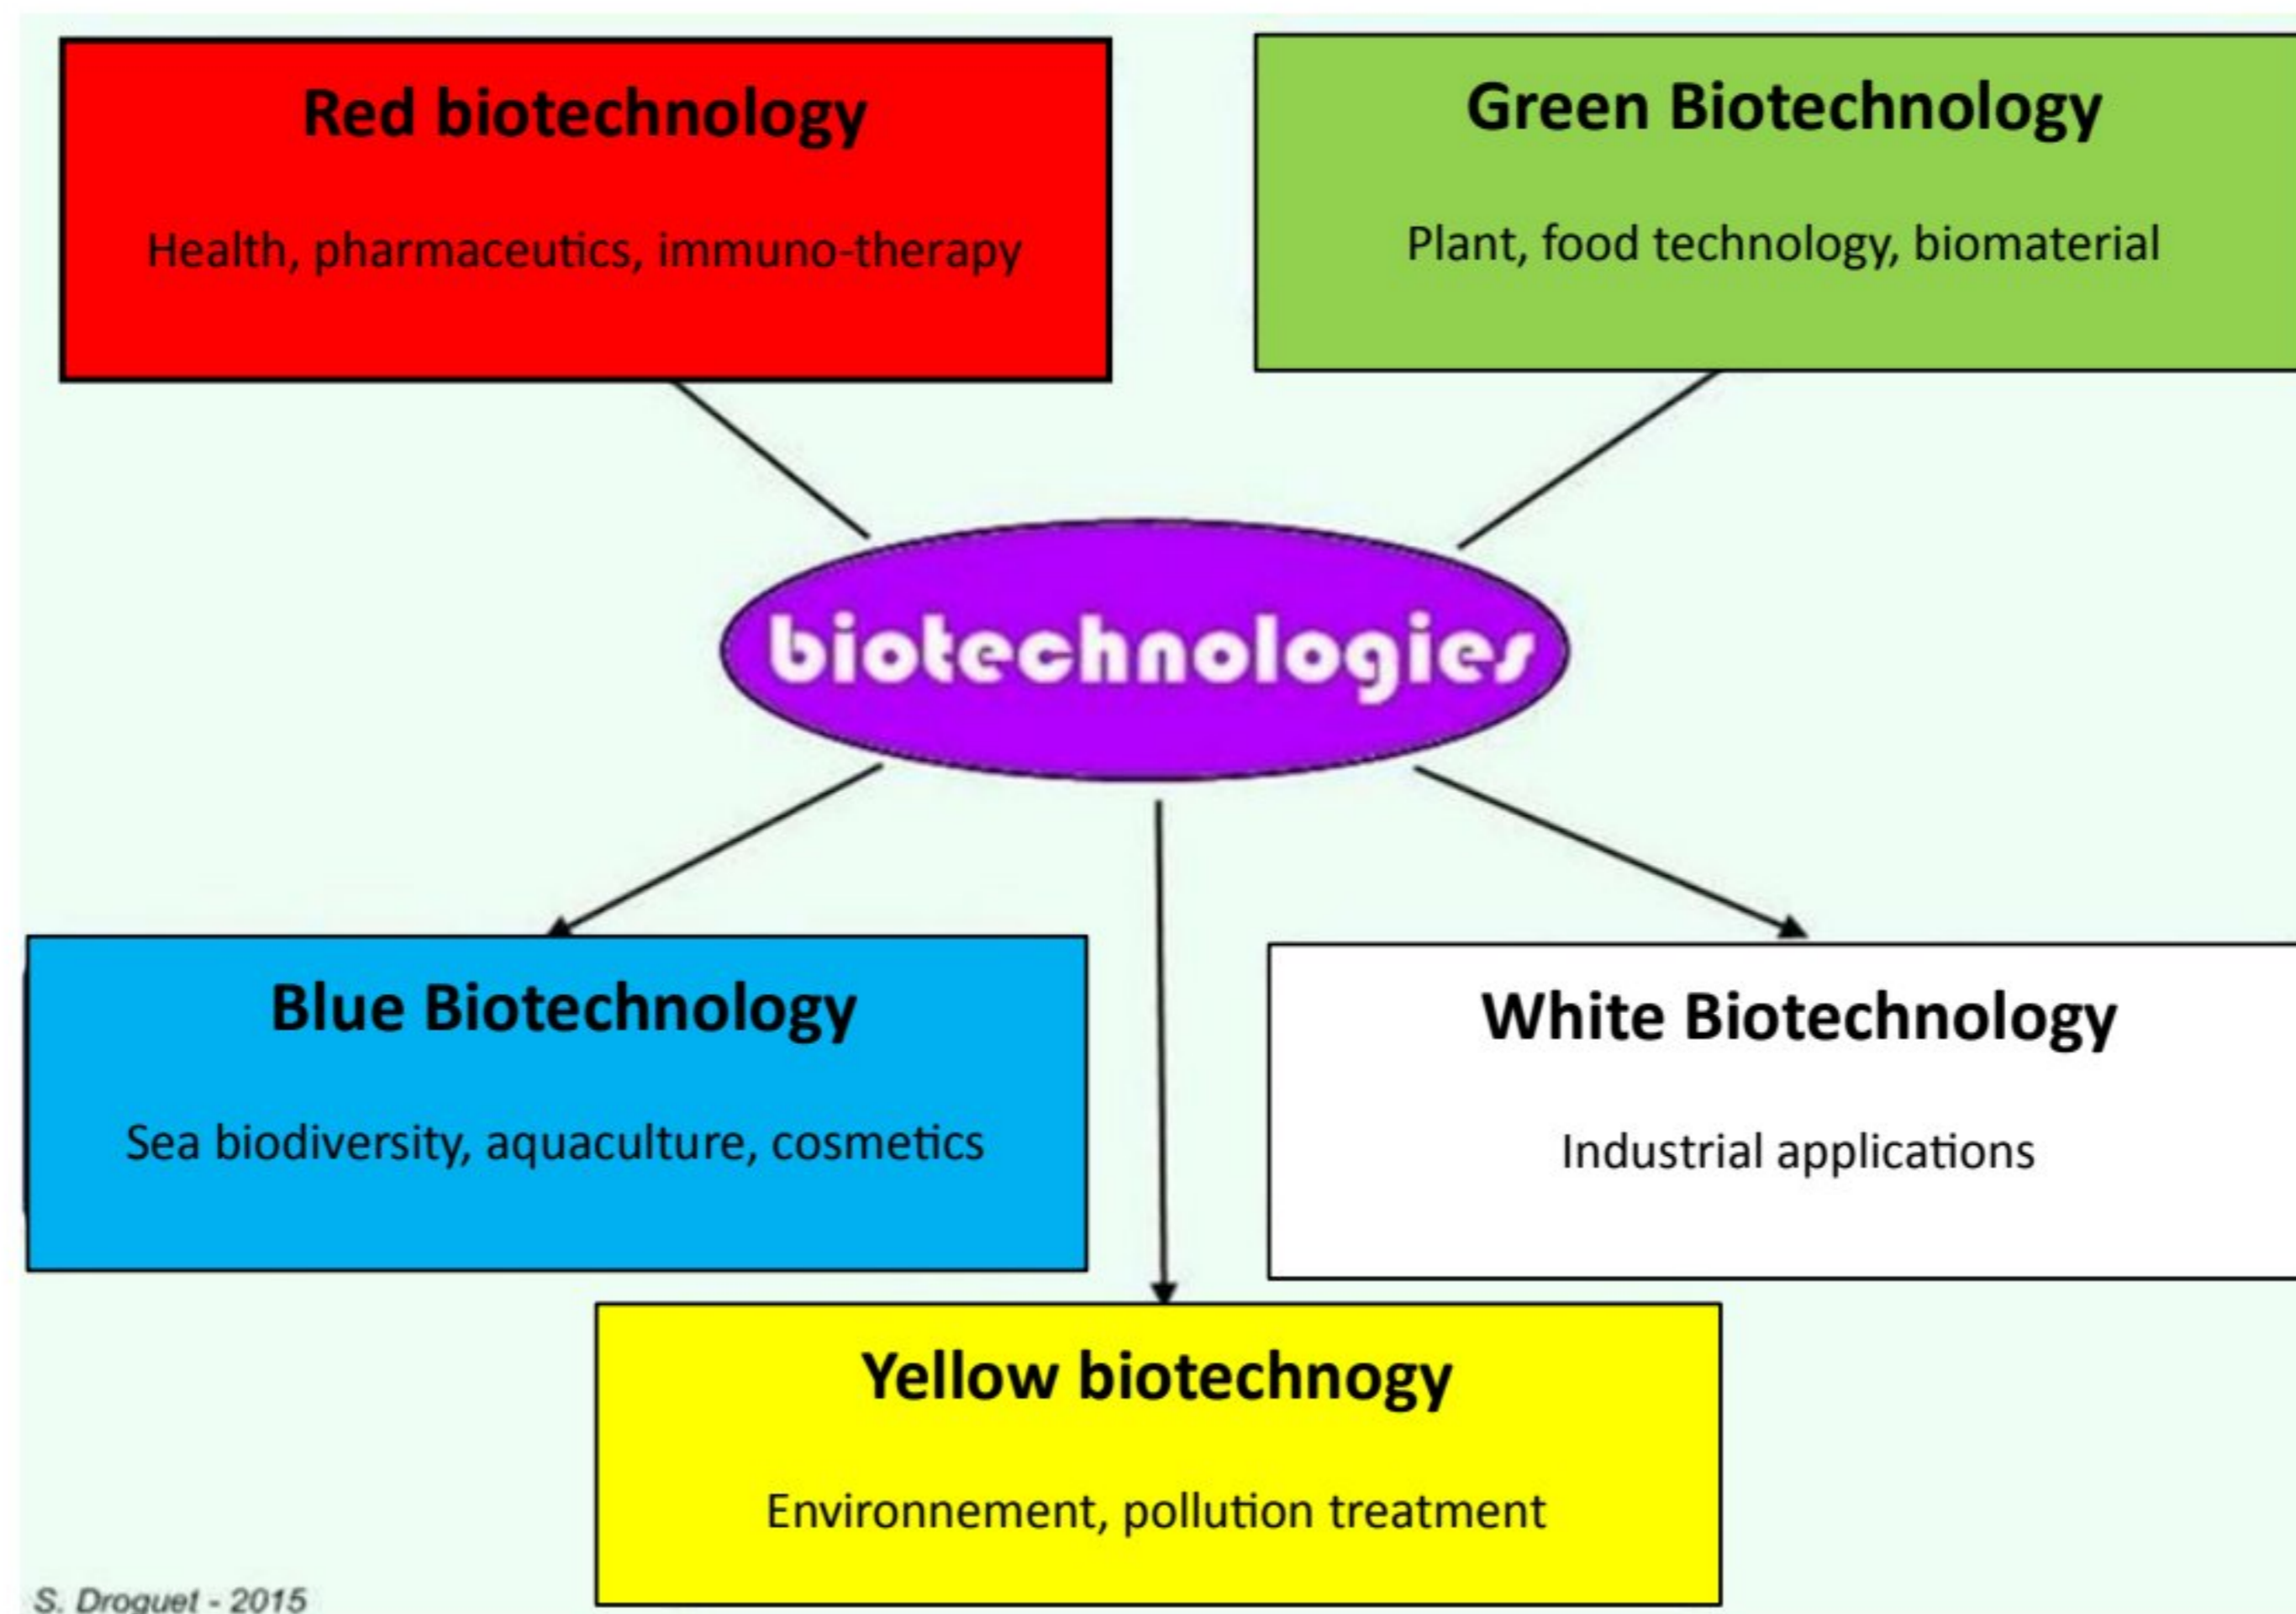 Red biotechnology
Health, pharmaceutics, immuno-therapy
Green Biotechnology
Plant, food technology, biomaterial
biotechnologies
Blue Biotechnology
Sea biodiversity, aquaculture, cosmetics
White Biotechnology
Industrial applications
Yellow biotechnogy
Environnement, pollution treatment
S. Droguet - 2015